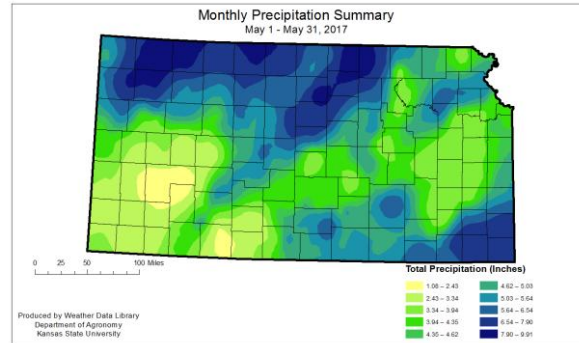 Monthly Precipitation Summary
May 1 - May 31, 2017
0 25 50 100 Miles
Total Precipitation (Inches)
1.08 - 2.43
2.43 - 3.34
3.34 - 3.94
3.94 - 4.35
4.35 - 4.62
4.62 - 5.03
5.03 - 5.64
5.64 - 6.54
6.54 - 7.90
7.90 - 9.91
Produced by Weather Data Library
Department of Agronomy
Kansas State University